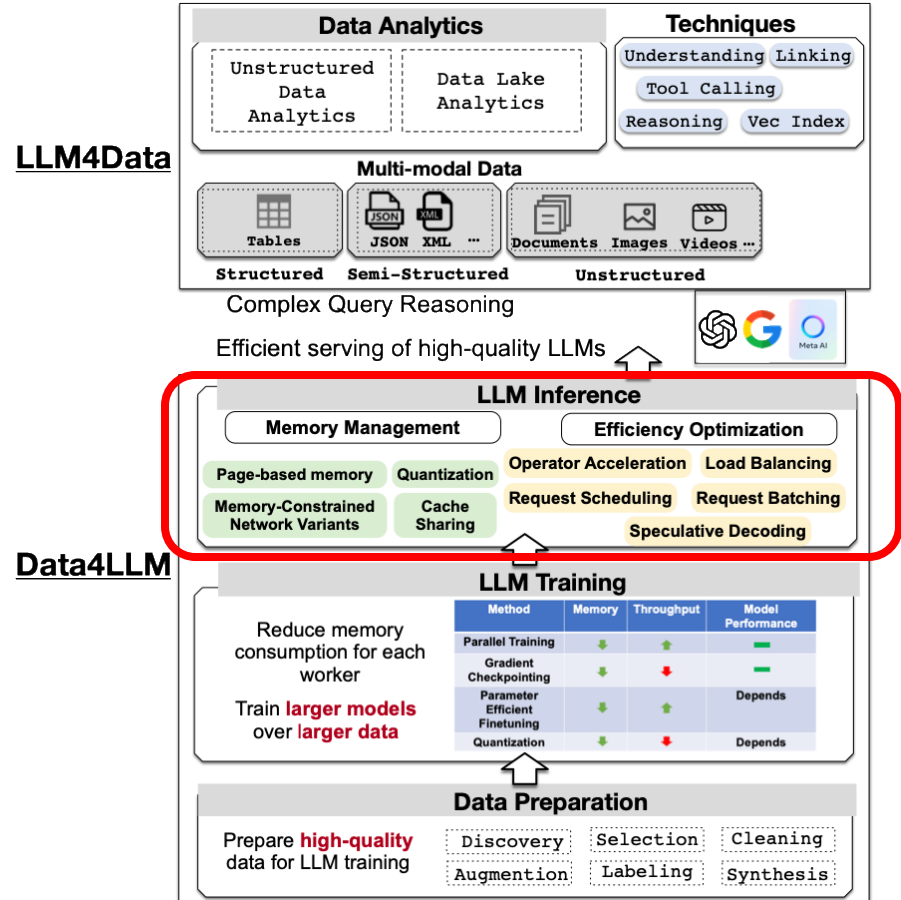 Data Analytics
Unstructured
Data
Analytics
Data Lake
Analytics
Techniques
Understanding
Linking
Tool Calling
Reasoning
Vec Index
LLM4Data
Multi-modal Data
JSON
XML
Tables
JSON
XML
...
Documents
Images
Videos
...
Structured
Semi-Structured
Unstructured
Complex Query Reasoning
Efficient serving of high-quality LLMs
Meta AI
LLM Inference
Memory Management
Efficiency Optimization
Page-based memory
Quantization
Memory-Constrained
Network Variants
Cache
Sharing
Operator Acceleration
Load Balancing
Request Scheduling
Request Batching
Speculative Decoding
Data4LLM
LLM Training
Reduce memory
consumption for each
worker
Train larger models
over larger data
Method
Memory
Throughput
Model
Performance
Parallel Training
Gradient
Checkpointing
Parameter
Efficient
Finetuning
Depends
Quantization
Depends
Data Preparation
Prepare high-quality
data for LLM training
Discovery
Selection
Cleaning
Augmention
Labeling
Synthesis